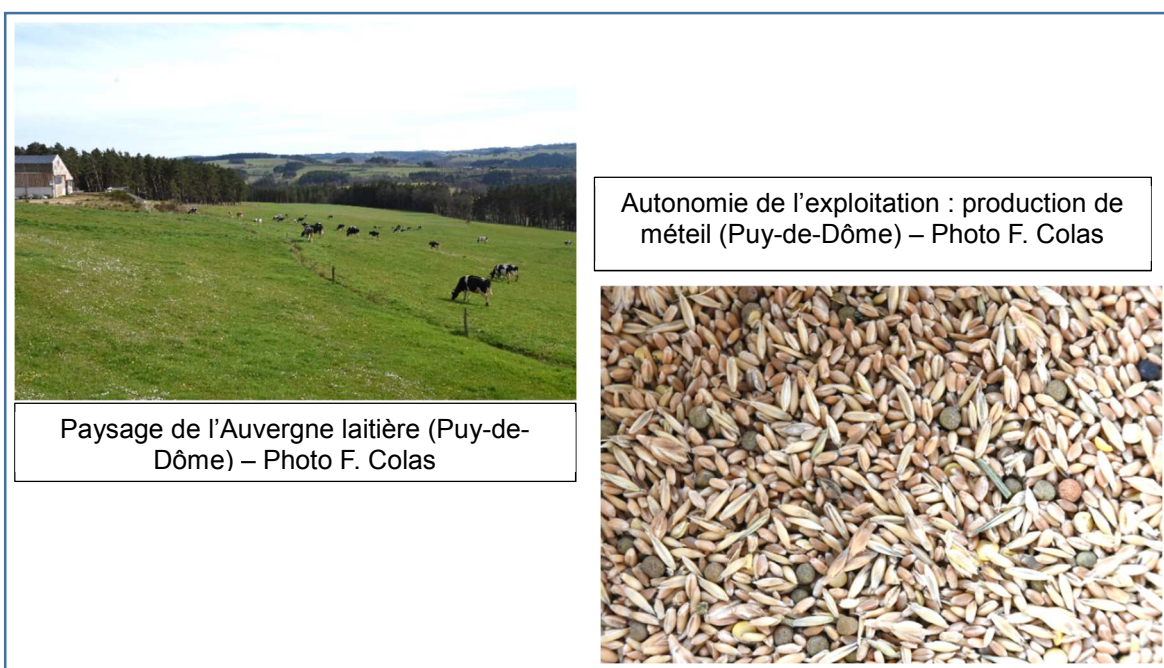 Autonomie de l'exploitation : production de
méteil (Puy-de-Dôme) – Photo F. Colas
Paysage de l'Auvergne laitière (Puy-de-
Dôme) – Photo F. Colas